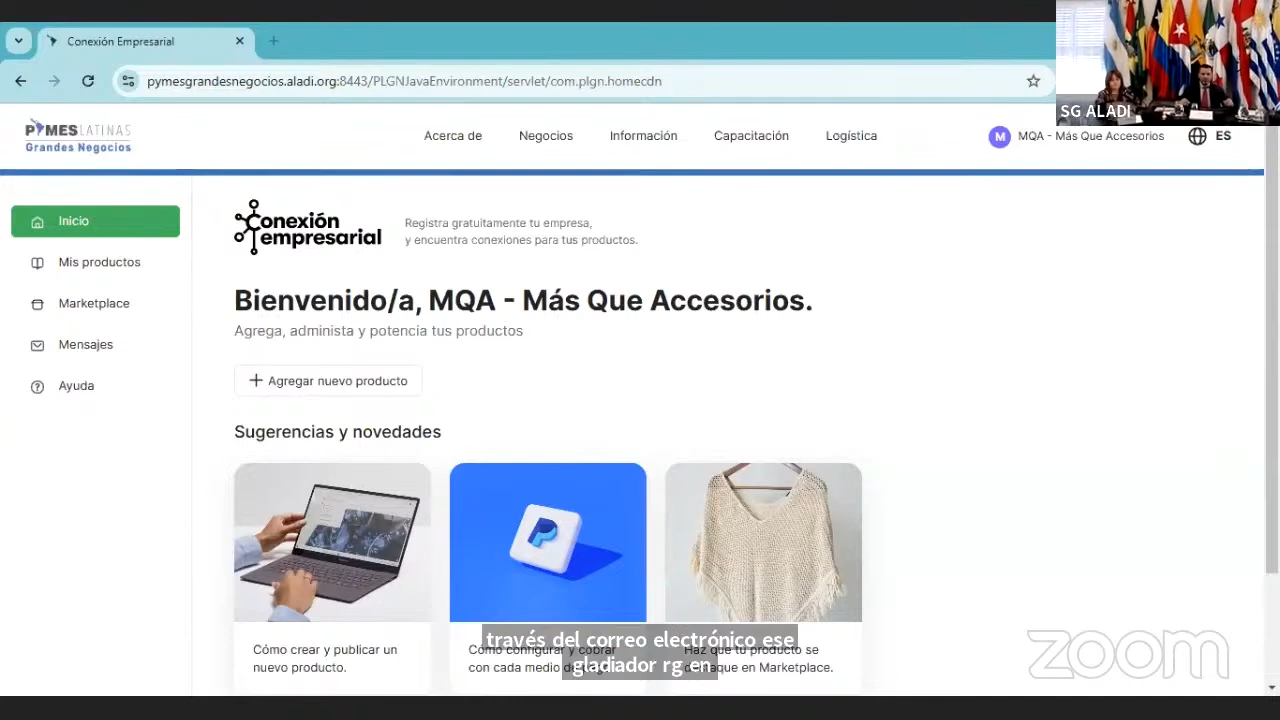 Conexión Empresarial
pymesgrandesnegocios.aladi.org:8443/PLGNJavaEnvironment/servlet/com.plgn.homecdn
SG ALADI
PYMESLATINAS
Grandes Negocios
Acerca de
Negocios
Información
Capacitación
Logística
M
MQA - Más Que Accesorios
ES
Inicio
Mis productos
Marketplace
Mensajes
Ayuda
Conexión
empresarial
Registra gratuitamente tu empresa,
y encuentra conexiones para tus productos.
Bienvenido/a, MQA - Más Que Accesorios.
Agrega, administa y potencia tus productos
Agregar nuevo producto
Sugerencias y novedades
Cómo crear y publicar un
nuevo producto.
Cómo configurar y cobrar
con cada medio de
Haz que tu producto se
en Marketplace.
través del correo electrónico ese
gladiador rg en
zoom